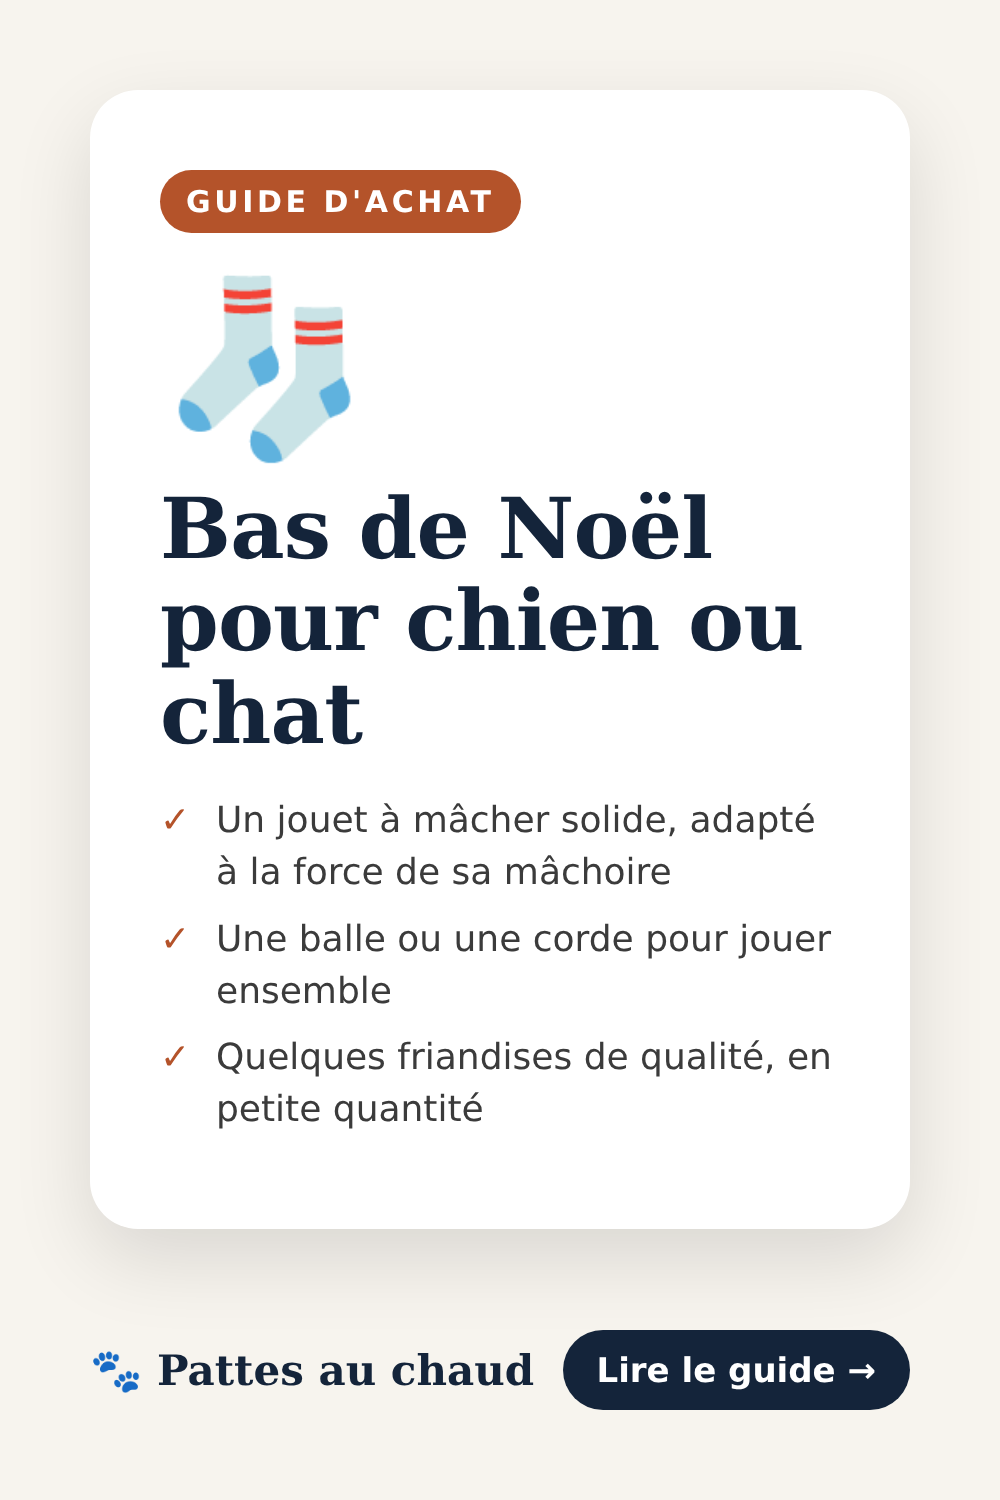 GUIDE D'ACHAT
Bas de Noël
pour chien ou
chat
✓ Un jouet à mâcher solide, adapté
à la force de sa mâchoire
✓ Une balle ou une corde pour jouer
ensemble
✓ Quelques friandises de qualité, en
petite quantité
🐾 Pattes au chaud
Lire le guide →